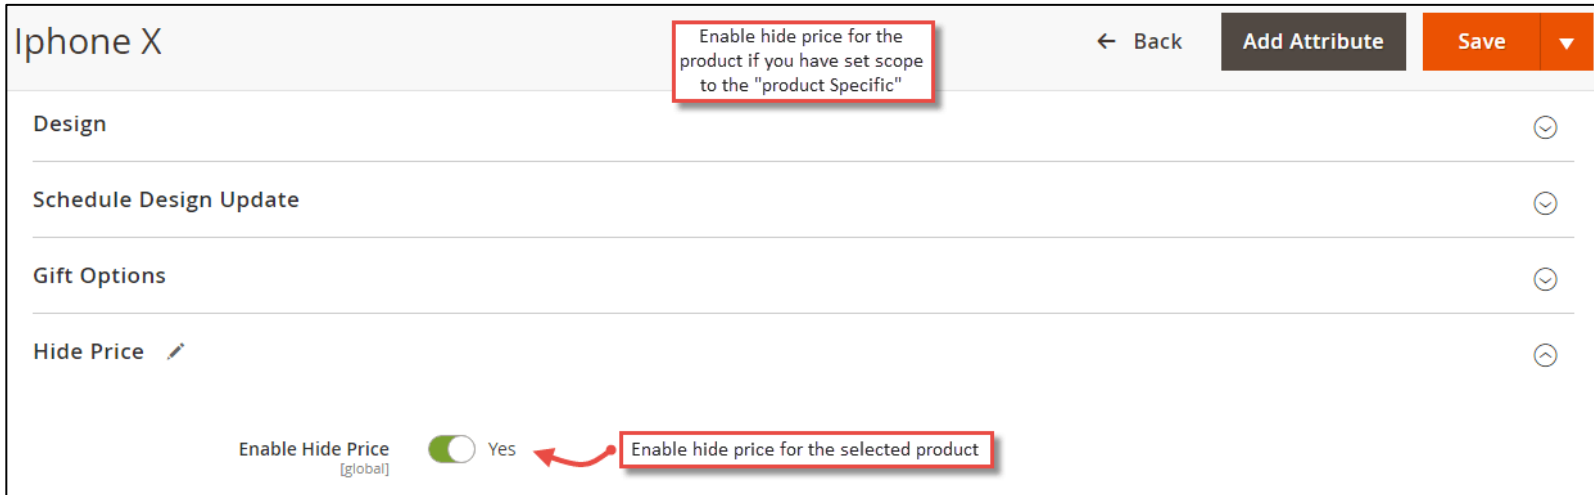 Iphone X
Enable hide price for the
product if you have set scope
to the "product Specific"
← Back
Add Attribute
Save
Design
Schedule Design Update
Gift Options
Hide Price
Enable Hide Price
[global]
Yes
Enable hide price for the selected product